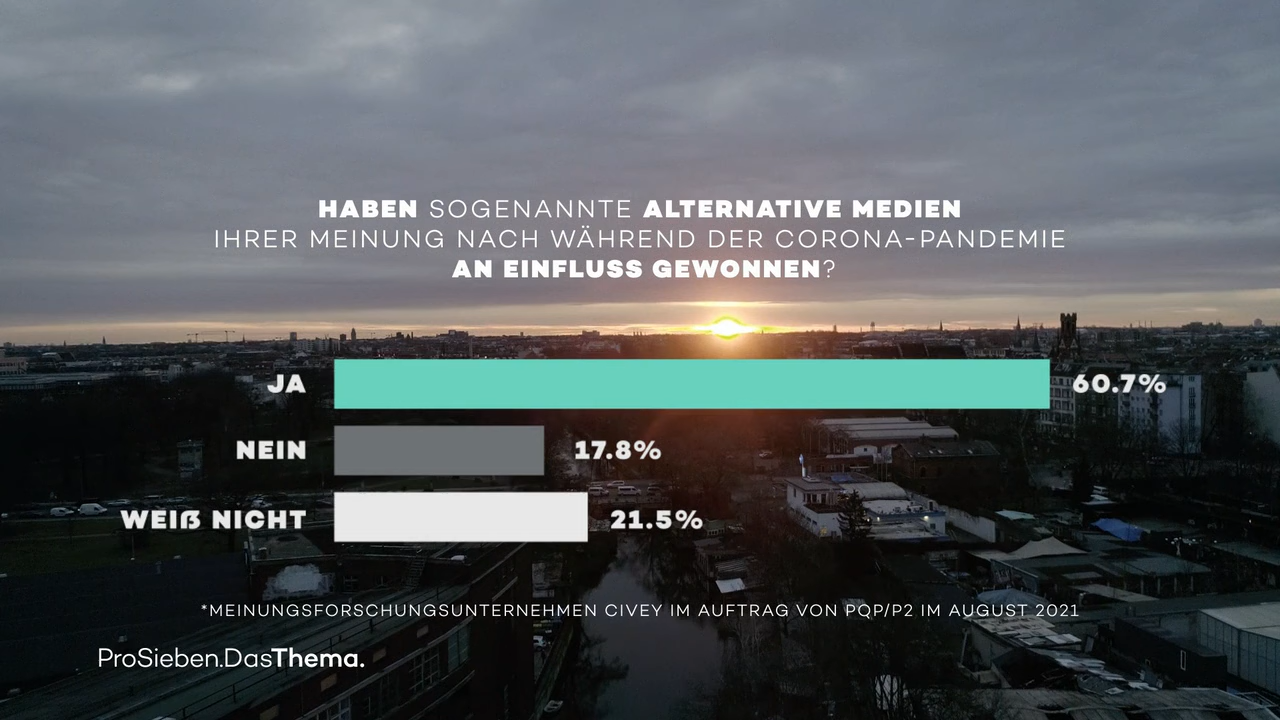 HABEN SOGENANNTE ALTERNATIVE MEDIEN
IHRER MEINUNG NACH WÄHREND DER CORONA-PANDEMIE
AN EINFLUSS GEWONNEN?
JA 60.7%
NEIN 17.8%
WEIẞ NICHT 21.5%
*MEINUNGSFORSCHUNGSUNTERNEHMEN CIVEY IM AUFTRAG VON PQP/P2 IM AUGUST 2021
ProSieben.DasThema.